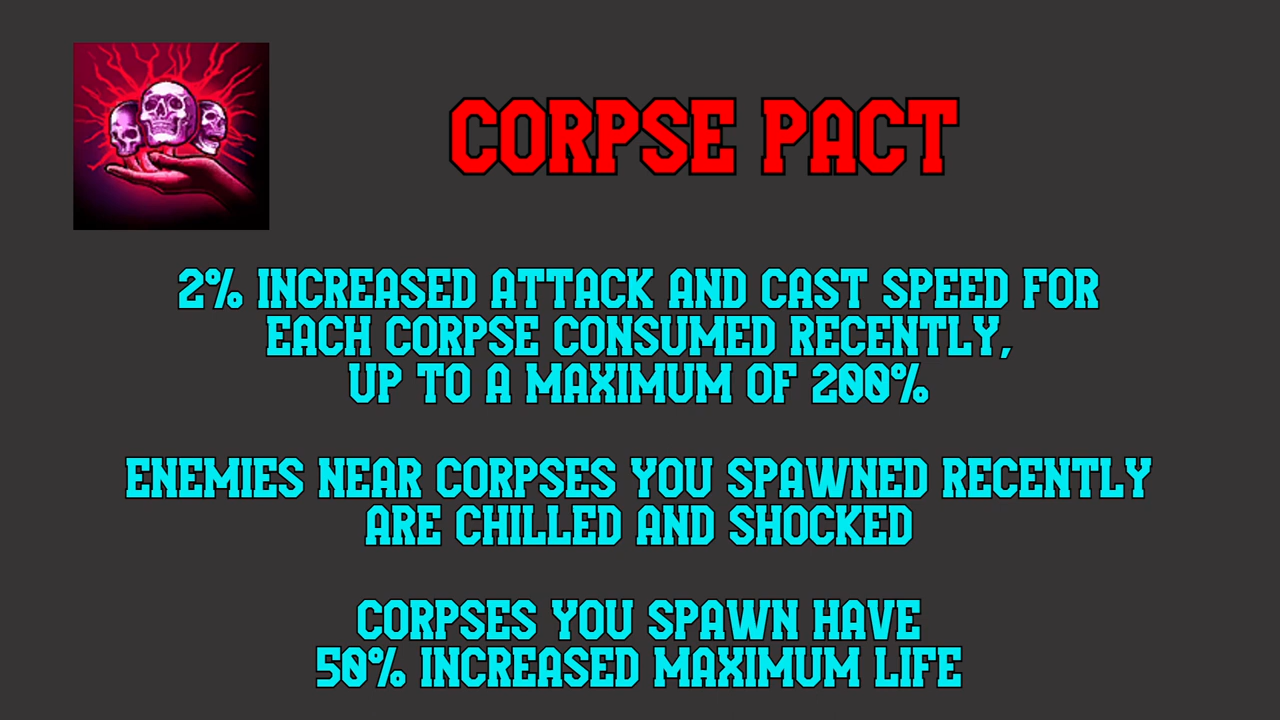 CORPSE PACT
2% INCREASED ATTACK AND CAST SPEED FOR
EACH CORPSE CONSUMED RECENTLY,
UP TO A MAXIMUM OF 200%
ENEMIES NEAR CORPSES YOU SPAWNED RECENTLY
ARE CHILLED AND SHOCKED
CORPSES YOU SPAWN HAVE
50% INCREASED MAXIMUM LIFE